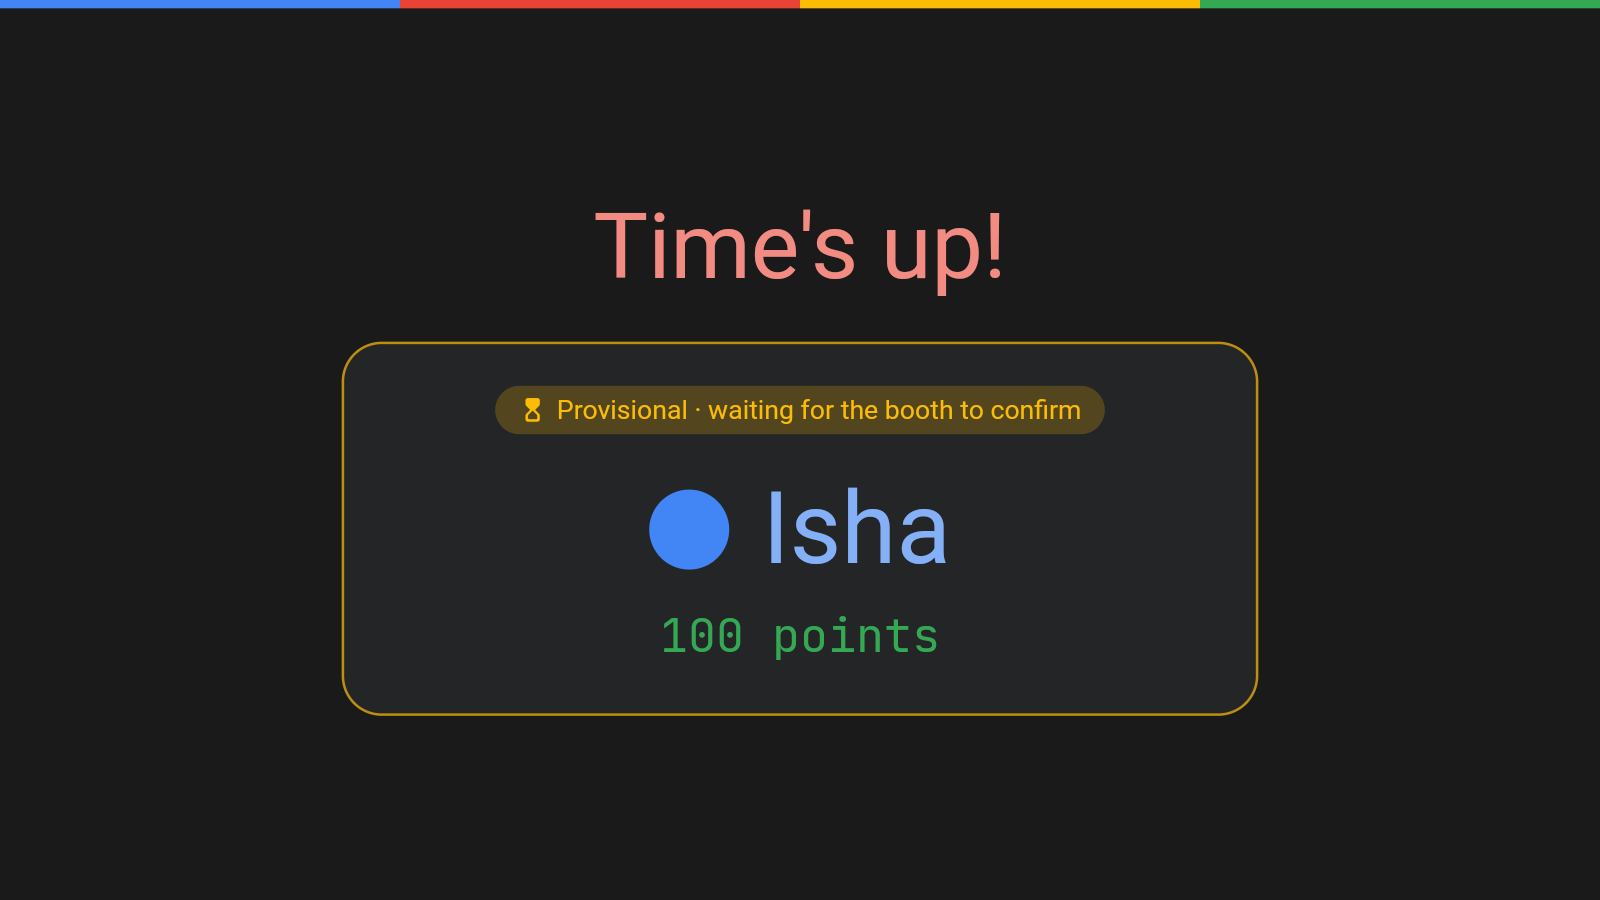 Time's up!
Provisional · waiting for the booth to confirm
Isha
100 points